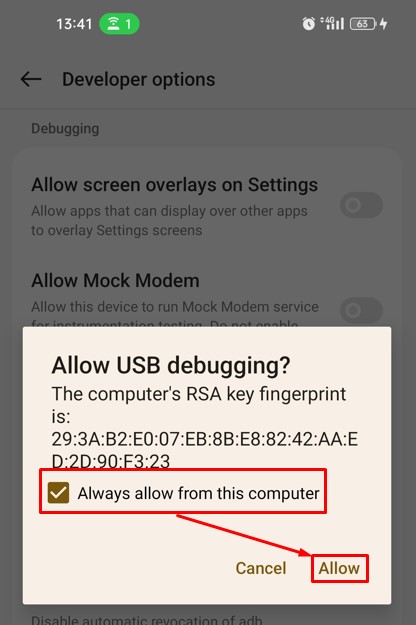 13:41 1 4G 63
Developer options
Debugging
Allow screen overlays on Settings
Allow apps that can display over other apps
to overlay Settings screens
Allow Mock Modem
Allow this device to run Mock Modem service
for instrumentation testing. Do not enable
Allow USB debugging?
The computer's RSA key fingerprint
is:
29:3A:B2:E0:07:EB:8B:E8:82:42:AA:E
D:2D:90:F3:23
Always allow from this computer
Cancel Allow
Disable automatic revocation of adb